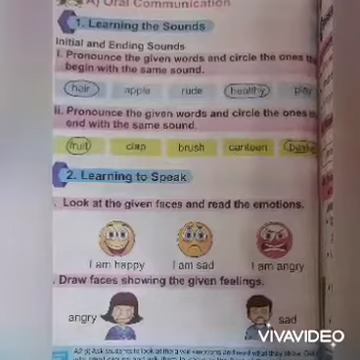 A) Oral Communication
1. Learning the Sounds
Initial and Ending Sounds
i. Pronounce the given words and circle the ones
begin with the same sound.
hair apple rude healthy play
ii. Pronounce the given words and circle the ones
end with the same sound.
fruit clap brush canteen
2. Learning to Speak
. Look at the given faces and read the emotions.
I am happy I am sad I am angry
. Draw faces showing the given feelings.
angry sad
VIVAVIDEO